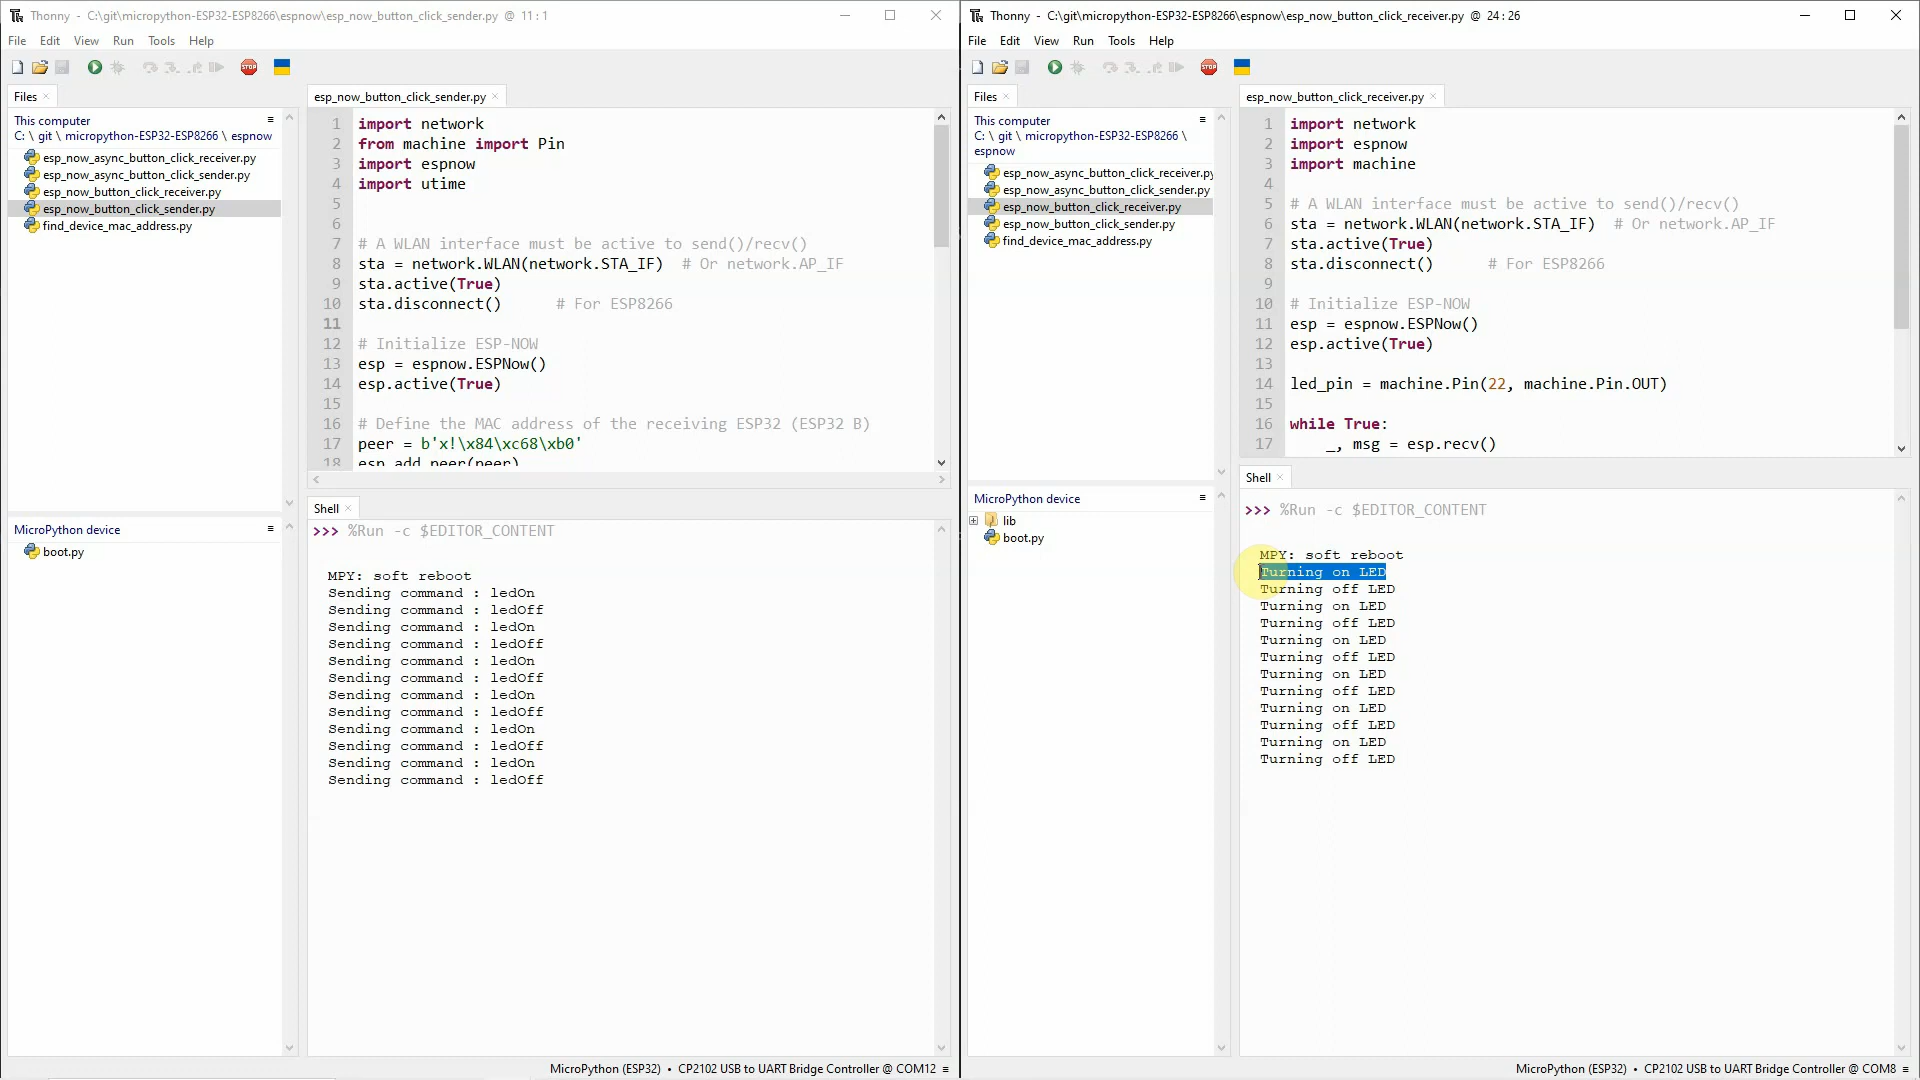 Thonny - C:\git\micropython-ESP32-ESP8266\espnow\esp_now_button_click_sender.py @ 11:1
File Edit View Run Tools Help
STOP
Files
This computer
C: \ git \ micropython-ESP32-ESP8266 \ espnow
esp_now_async_button_click_receiver.py
esp_now_async_button_click_sender.py
esp_now_button_click_receiver.py
esp_now_button_click_sender.py
find_device_mac_address.py
MicroPython device
boot.py
esp_now_button_click_sender.py
1 import network
2 from machine import Pin
3 import espnow
4 import utime
5
6
7 # A WLAN interface must be active to send()/recv()
8 sta = network.WLAN(network.STA_IF)  # Or network.AP_IF
9 sta.active(True)
10 sta.disconnect()      # For ESP8266
11
12 # Initialize ESP-NOW
13 esp = espnow.ESPNow()
14 esp.active(True)
15
16 # Define the MAC address of the receiving ESP32 (ESP32 B)
17 peer = b'x!\x84\xc68\xb0'
18 esp.add_peer(peer)
Shell
>>> %Run -c $EDITOR_CONTENT
MPY: soft reboot
Sending command : ledOn
Sending command : ledOff
Sending command : ledOn
Sending command : ledOff
Sending command : ledOn
Sending command : ledOff
Sending command : ledOn
Sending command : ledOff
Sending command : ledOn
Sending command : ledOff
Sending command : ledOn
Sending command : ledOff
MicroPython (ESP32) • CP2102 USB to UART Bridge Controller @ COM12 ≡
Thonny - C:\git\micropython-ESP32-ESP8266\espnow\esp_now_button_click_receiver.py @ 24:26
File Edit View Run Tools Help
STOP
Files
This computer
C: \ git \ micropython-ESP32-ESP8266 \
espnow
esp_now_async_button_click_receiver.py
esp_now_async_button_click_sender.py
esp_now_button_click_receiver.py
esp_now_button_click_sender.py
find_device_mac_address.py
MicroPython device
lib
boot.py
esp_now_button_click_receiver.py
1 import network
2 import espnow
3 import machine
4
5 # A WLAN interface must be active to send()/recv()
6 sta = network.WLAN(network.STA_IF)  # Or network.AP_IF
7 sta.active(True)
8 sta.disconnect()      # For ESP8266
9
10 # Initialize ESP-NOW
11 esp = espnow.ESPNow()
12 esp.active(True)
13
14 led_pin = machine.Pin(22, machine.Pin.OUT)
15
16 while True:
17     _, msg = esp.recv()
Shell
>>> %Run -c $EDITOR_CONTENT
MPY: soft reboot
Turning on LED
Turning off LED
Turning on LED
Turning off LED
Turning on LED
Turning off LED
Turning on LED
Turning off LED
Turning on LED
Turning off LED
Turning on LED
Turning off LED
MicroPython (ESP32) • CP2102 USB to UART Bridge Controller @ COM8 ≡